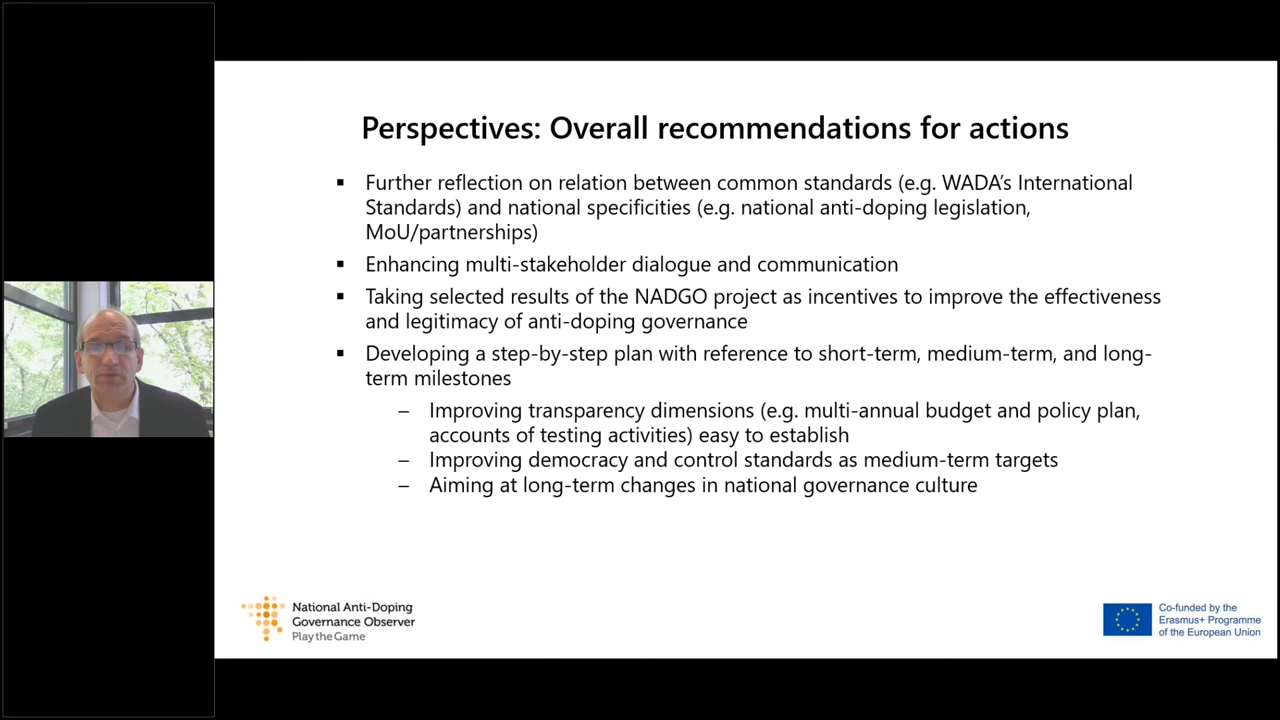 Perspectives: Overall recommendations for actions
▪ Further reflection on relation between common standards (e.g. WADA‘s International
Standards) and national specificities (e.g. national anti-doping legislation,
MoU/partnerships)
▪ Enhancing multi-stakeholder dialogue and communication
▪ Taking selected results of the NADGO project as incentives to improve the effectiveness
and legitimacy of anti-doping governance
▪ Developing a step-by-step plan with reference to short-term, medium-term, and long-
term milestones
– Improving transparency dimensions (e.g. multi-annual budget and policy plan,
accounts of testing activities) easy to establish
– Improving democracy and control standards as medium-term targets
– Aiming at long-term changes in national governance culture
National Anti-Doping
Governance Observer
Play the Game
Co-funded by the
Erasmus+ Programme
of the European Union